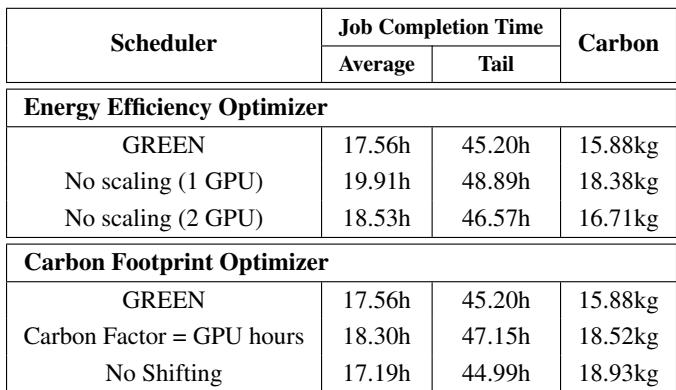 Scheduler Job Completion Time Carbon
Average Tail
Energy Efficiency Optimizer
GREEN 17.56h 45.20h 15.88kg
No scaling (1 GPU) 19.91h 48.89h 18.38kg
No scaling (2 GPU) 18.53h 46.57h 16.71kg
Carbon Footprint Optimizer
GREEN 17.56h 45.20h 15.88kg
Carbon Factor = GPU hours 18.30h 47.15h 18.52kg
No Shifting 17.19h 44.99h 18.93kg